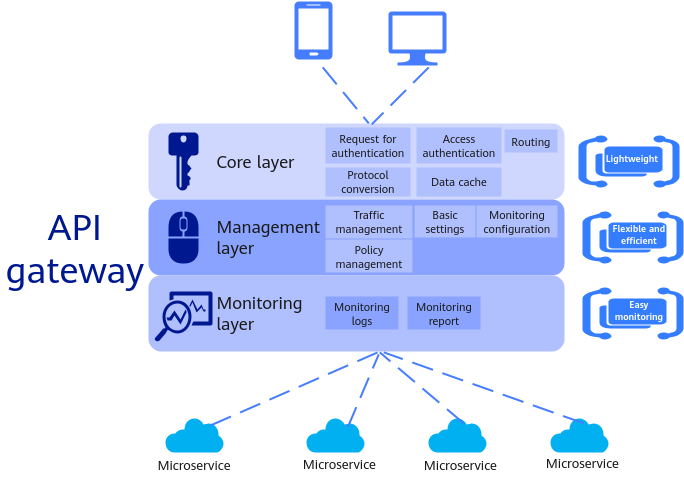 API
gateway
Core layer
Request for
authentication
Access
authentication
Routing
Protocol
conversion
Data cache
Lightweight
Management
layer
Traffic
management
Basic
settings
Monitoring
configuration
Policy
management
Flexible and
efficient
Monitoring
layer
Monitoring
logs
Monitoring
report
Easy
monitoring
Microservice
Microservice
Microservice
Microservice